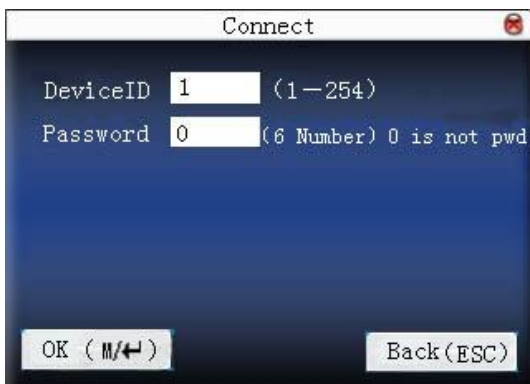 Connect
DeviceID 1 (1—254)
Password 0 (6 Number) 0 is not pwd
OK (M/↵) Back(ESC)